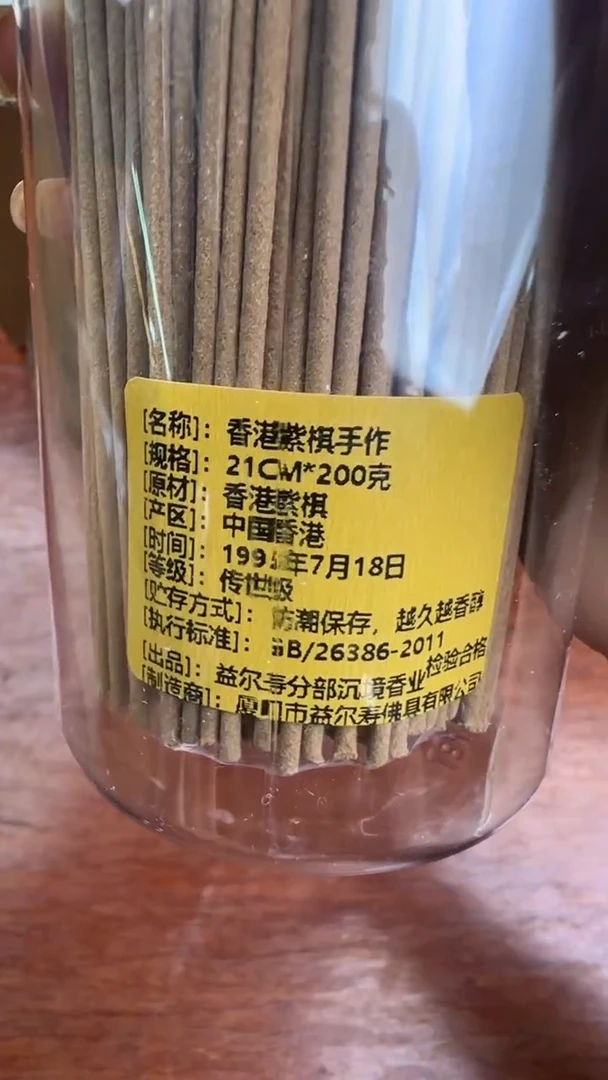 [名称]：香港紫棋手作
[规格]：21CM*200克
[原材]：香港紫棋
[产区]：中国香港
[时间]：199 年7月18日
[等级]：传世级
[贮存方式]：防潮保存，越久越香醇
[执行标准]：GB/26386-2011
检验合格
[出品]：益尔寿分部沉境香业
[制造商]：厦门市益尔寿佛具有限公司